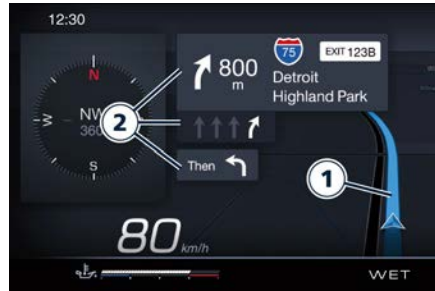 12:30
N
NW
360
W
S
2
800
m
75
EXIT 123B
Detroit
Highland Park
Then
1
80 km/h
WET